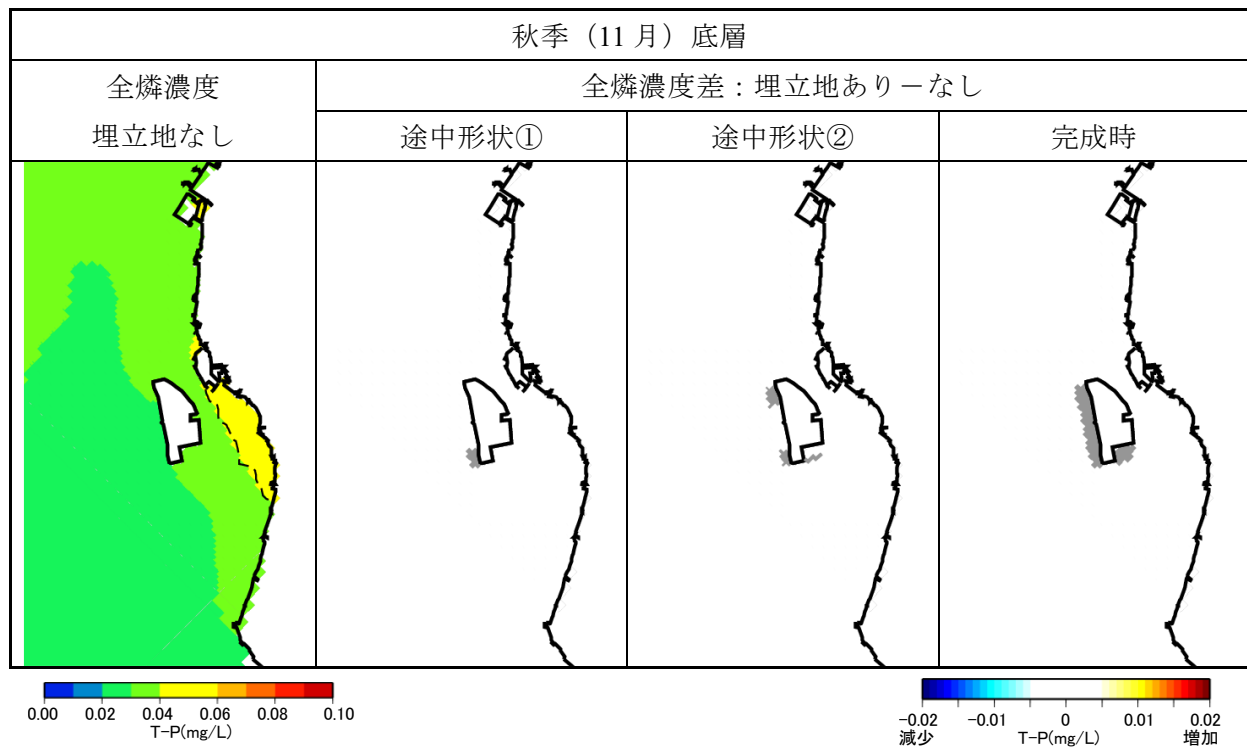 秋季（11 月）底層
全燐濃度
埋立地なし
全燐濃度差：埋立地あり－なし
途中形状①
途中形状②
完成時
0.00 0.02 0.04 0.06 0.08 0.10
T-P(mg/L)
-0.02 -0.01 0 0.01 0.02
減少 T-P(mg/L) 増加